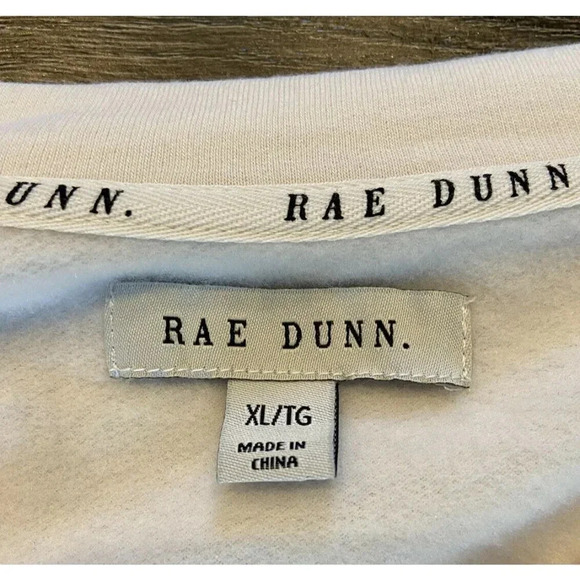 UNN. RAE DUNN
RAE DUNN.
XL/TG
MADE IN
CHINA